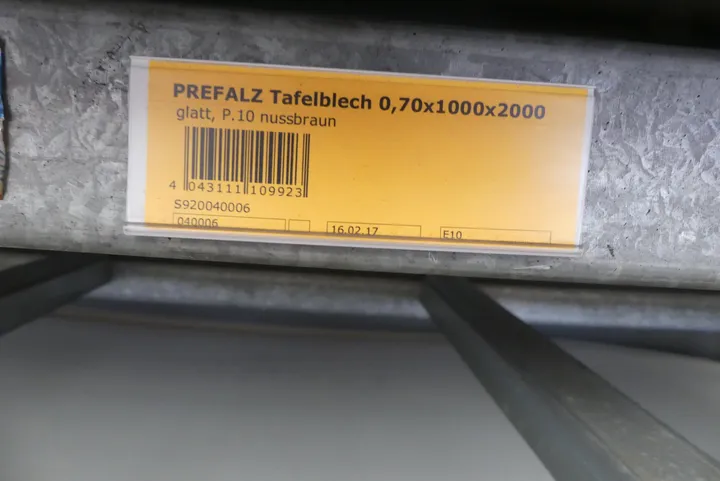 PREFALZ Tafelblech 0,70x1000x2000
glatt, P.10 nussbraun
4 043111 109923
S920040006
040006 16.02.17 E10